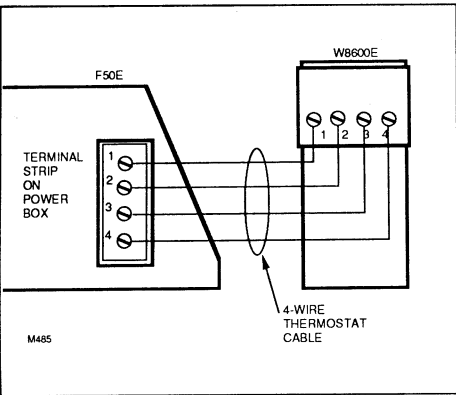 W8600E
F50E
1 2 3 4
TERMINAL
STRIP
ON
POWER
BOX
1
2
3
4
4-WIRE
THERMOSTAT
CABLE
M485